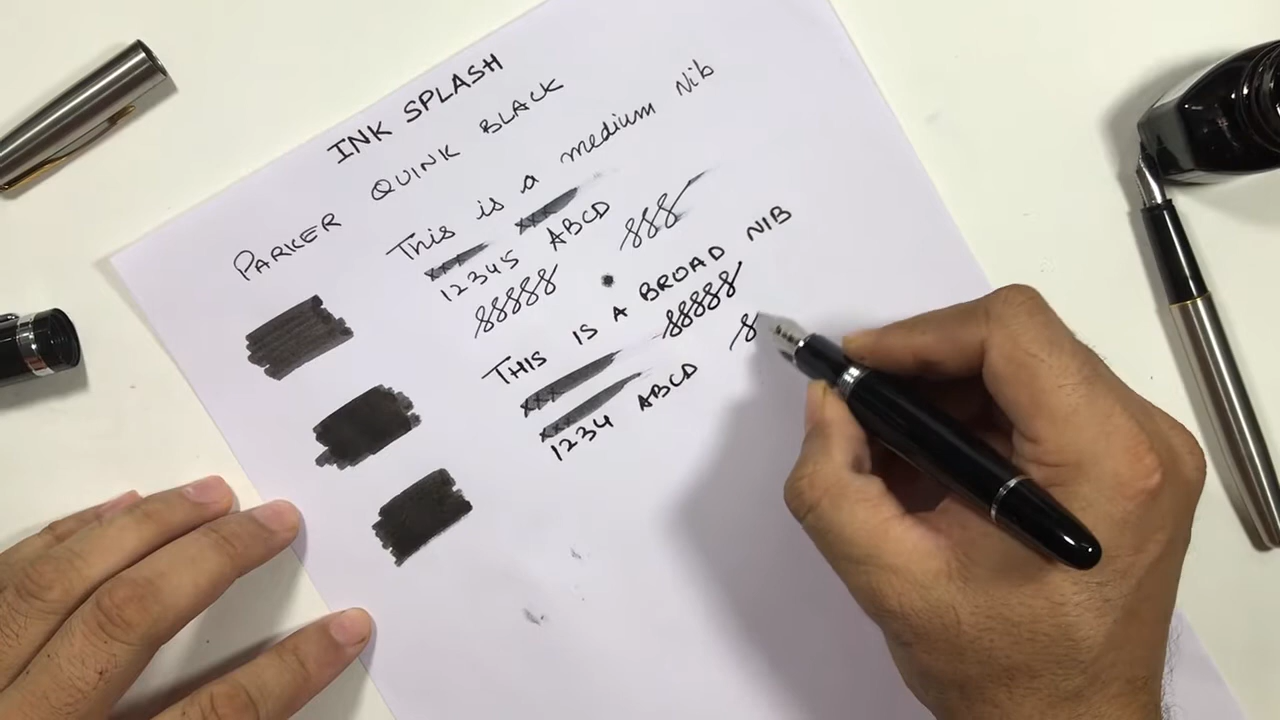 INK SPLASH
PARKER QUINK BLACK
This is a medium Nib
xxx xxx
12345 ABCD
888888 888
THIS IS A BROAD NIB
xxx 88888
xxx
1234 ABCD 8